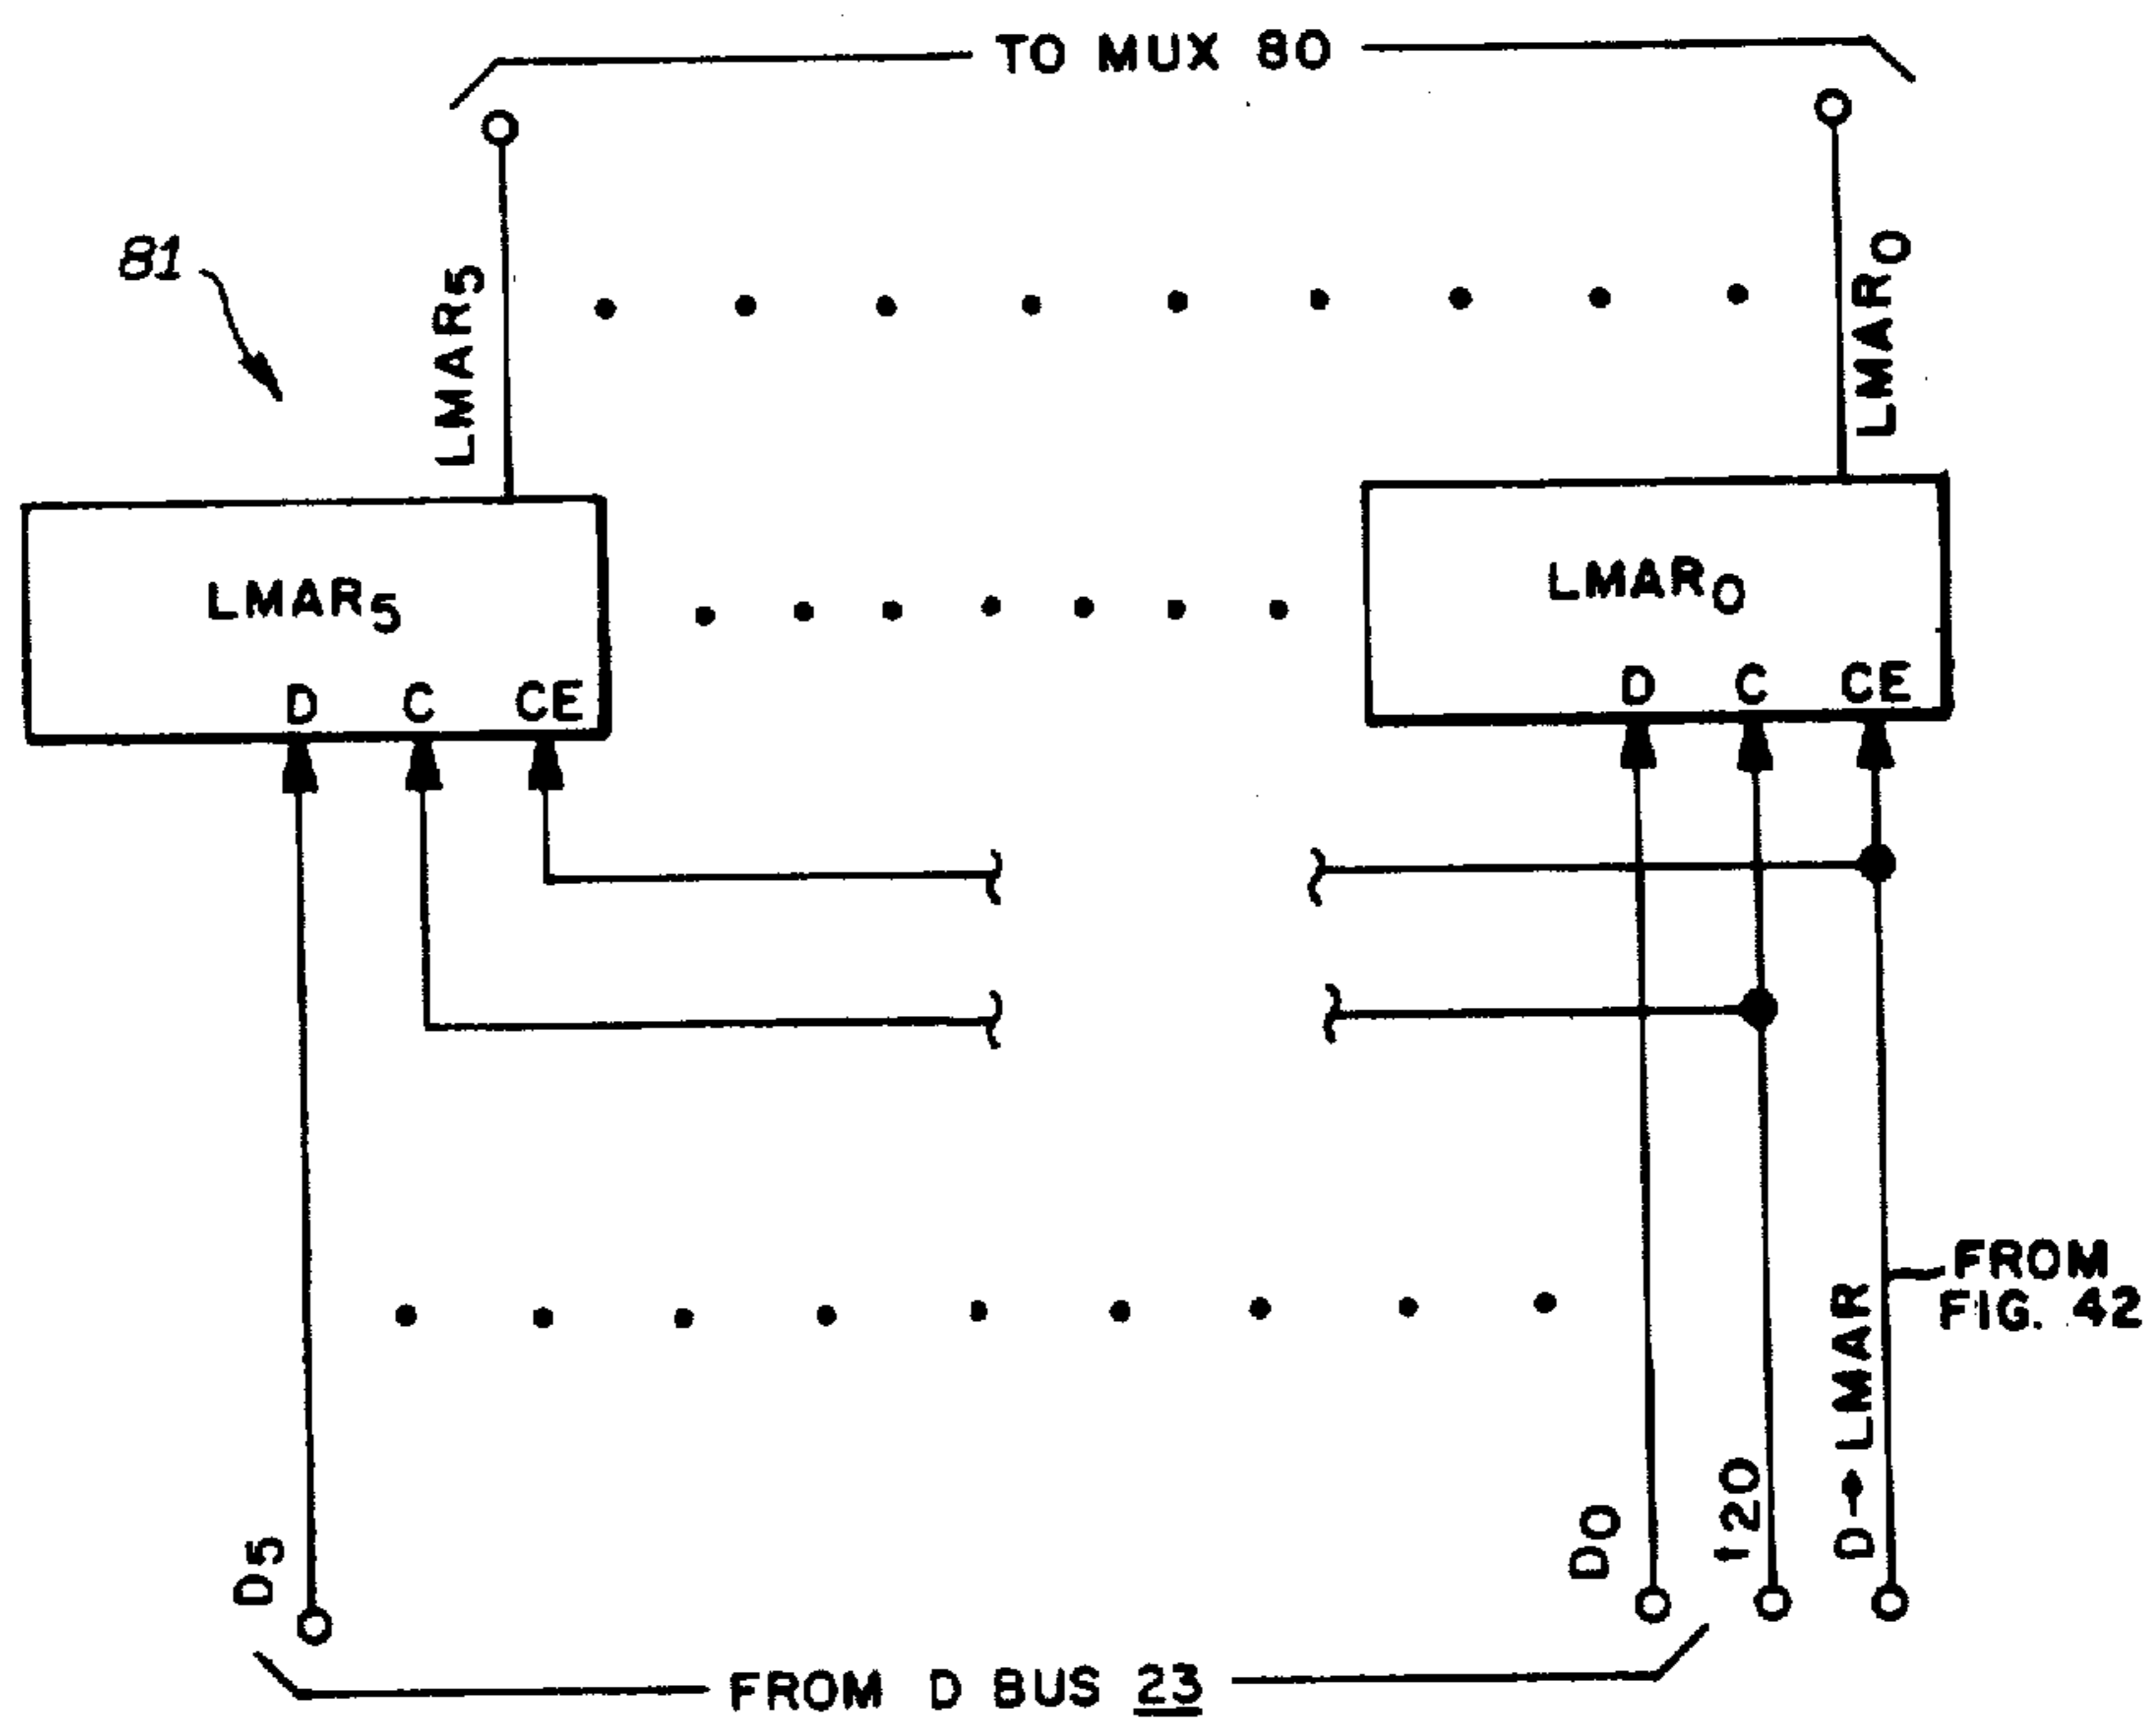 TO MUX 80
81
LMAR5
LMAR0
LMAR5
LMAR0
D C CE
D C CE
FROM
FIG. 42
D5
D0
t20
D→LMAR
FROM D BUS 23